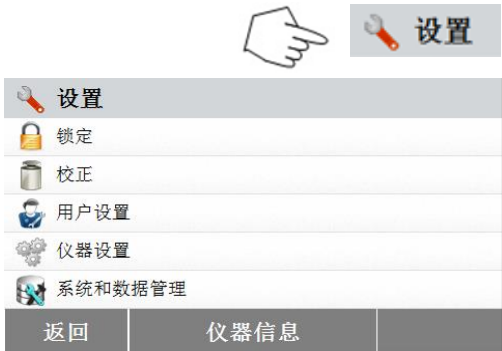 设置
设置
锁定
校正
用户设置
仪器设置
系统和数据管理
返回 仪器信息